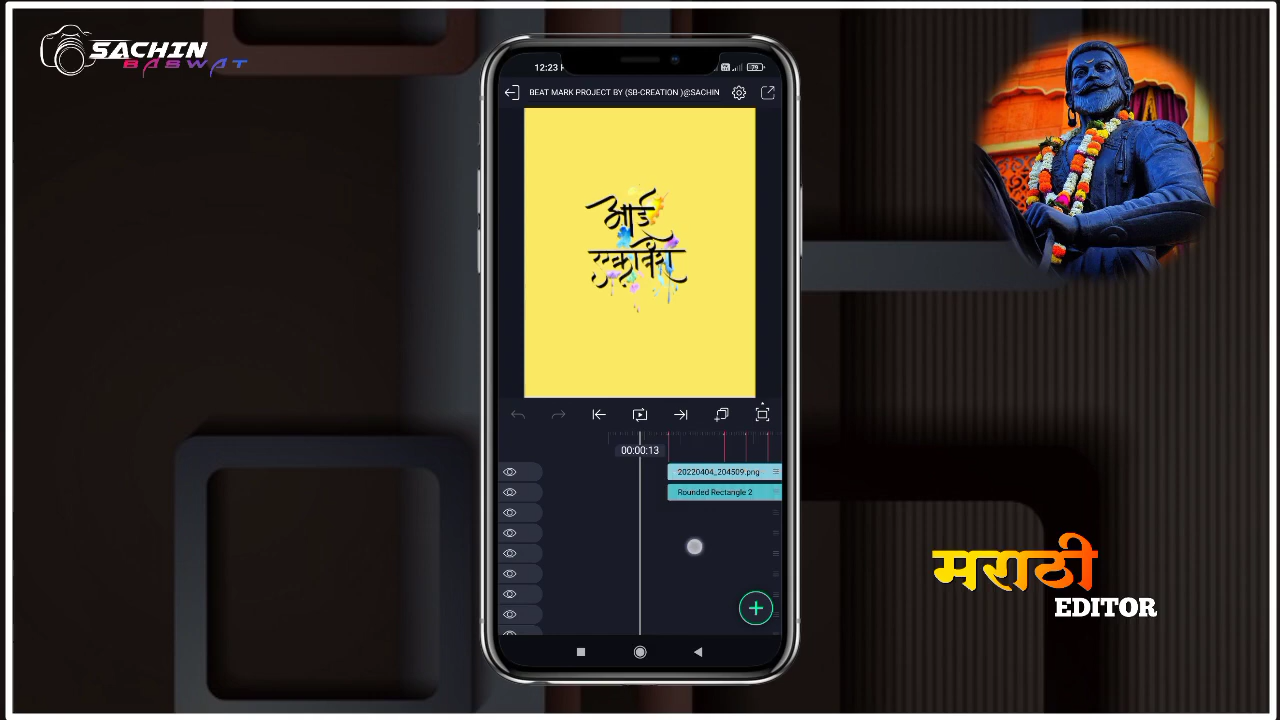 SACHIN
BASWAT
12:23
29
BEAT MARK PROJECT BY (SB-CREATION )@SACHIN
आई
एकविरा
00:00:13
20220404_204509.png
Rounded Rectangle 2
मराठी
EDITOR